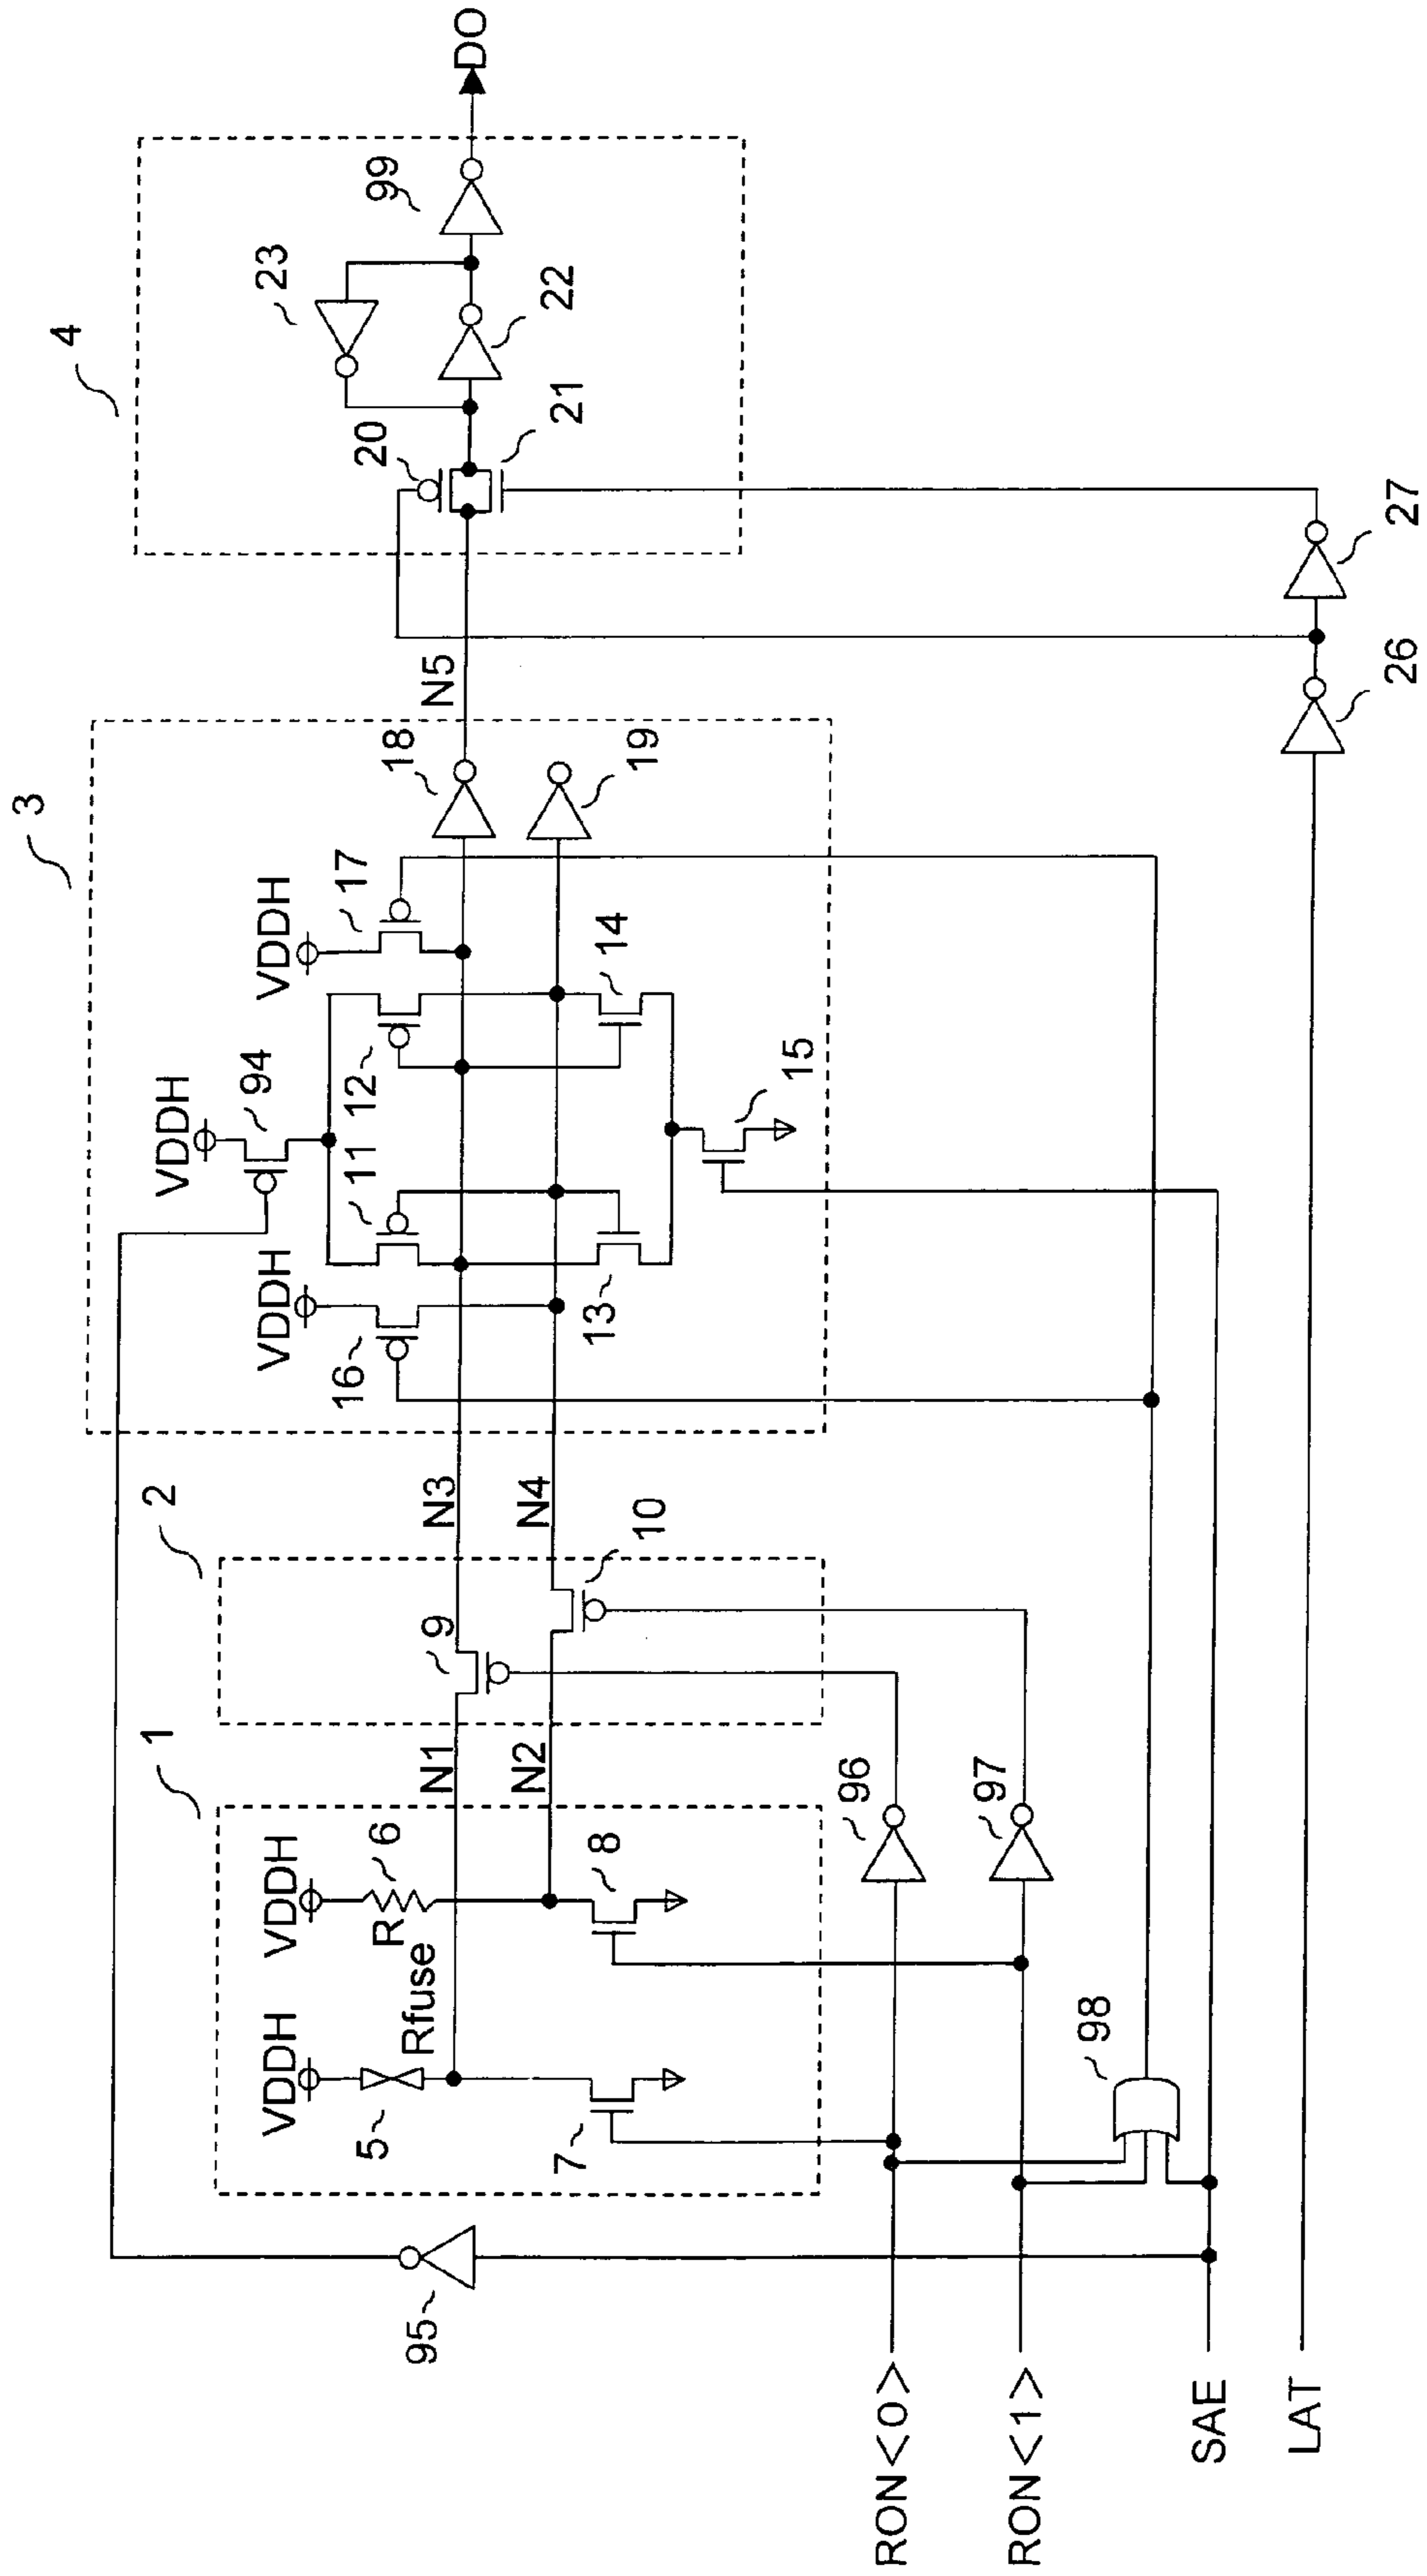 1
2
3
4
VDDH
VDDH
5
Rfuse
R
6
7
8
N1
N2
9
10
N3
N4
VDDH
VDDH
VDDH
94
16
11
12
17
13
14
15
18
19
N5
20
21
22
23
99
DO
95
96
97
98
26
27
RON<0>
RON<1>
SAE
LAT